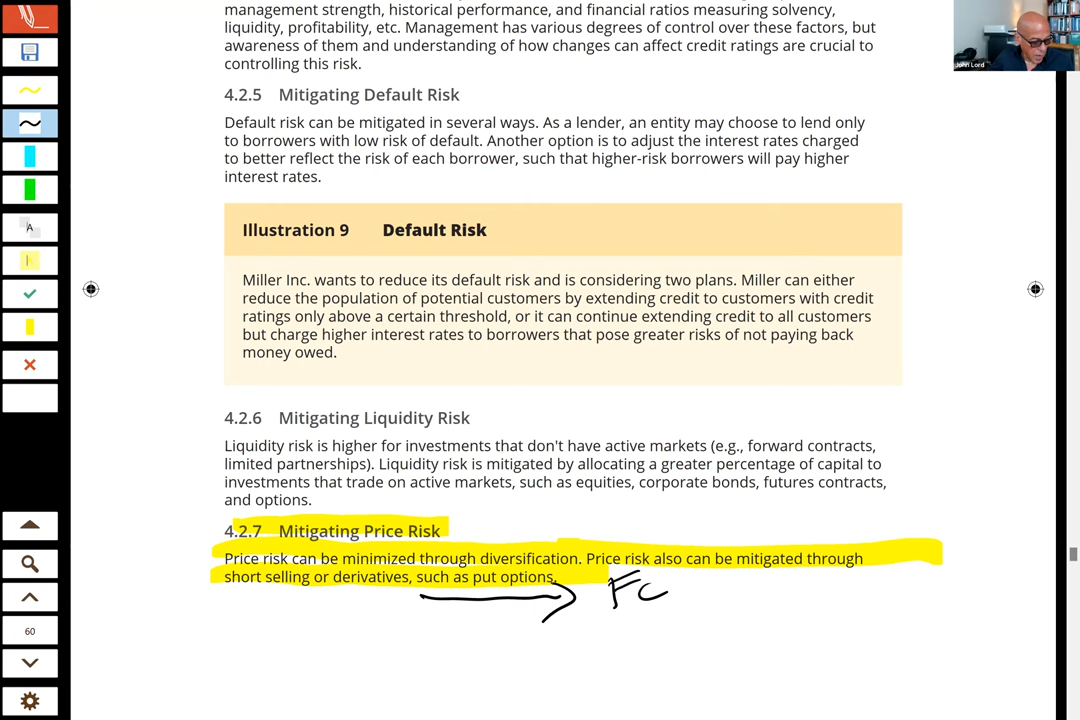 management strength, historical performance, and financial ratios measuring solvency,
liquidity, profitability, etc. Management has various degrees of control over these factors, but
awareness of them and understanding of how changes can affect credit ratings are crucial to
controlling this risk.
4.2.5 Mitigating Default Risk
Default risk can be mitigated in several ways. As a lender, an entity may choose to lend only
to borrowers with low risk of default. Another option is to adjust the interest rates charged
to better reflect the risk of each borrower, such that higher-risk borrowers will pay higher
interest rates.
Illustration 9 Default Risk
Miller Inc. wants to reduce its default risk and is considering two plans. Miller can either
reduce the population of potential customers by extending credit to customers with credit
ratings only above a certain threshold, or it can continue extending credit to all customers
but charge higher interest rates to borrowers that pose greater risks of not paying back
money owed.
4.2.6 Mitigating Liquidity Risk
Liquidity risk is higher for investments that don't have active markets (e.g., forward contracts,
limited partnerships). Liquidity risk is mitigated by allocating a greater percentage of capital to
investments that trade on active markets, such as equities, corporate bonds, futures contracts,
and options.
4.2.7 Mitigating Price Risk
Price risk can be minimized through diversification. Price risk also can be mitigated through
short selling or derivatives, such as put options.
FC
60
John Lord
A